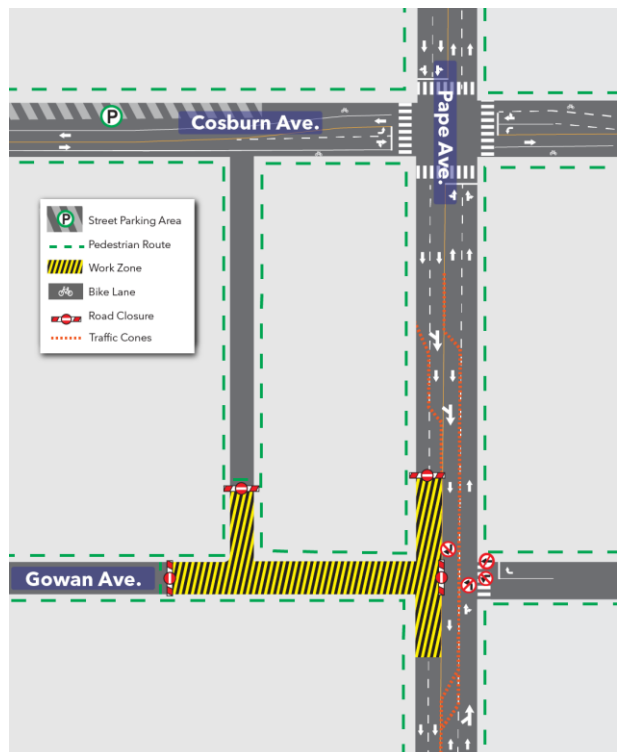 Cosburn Ave.
Pape Ave.
P
P
Street Parking Area
Pedestrian Route
Work Zone
Bike Lane
Road Closure
Traffic Cones
Gowan Ave.